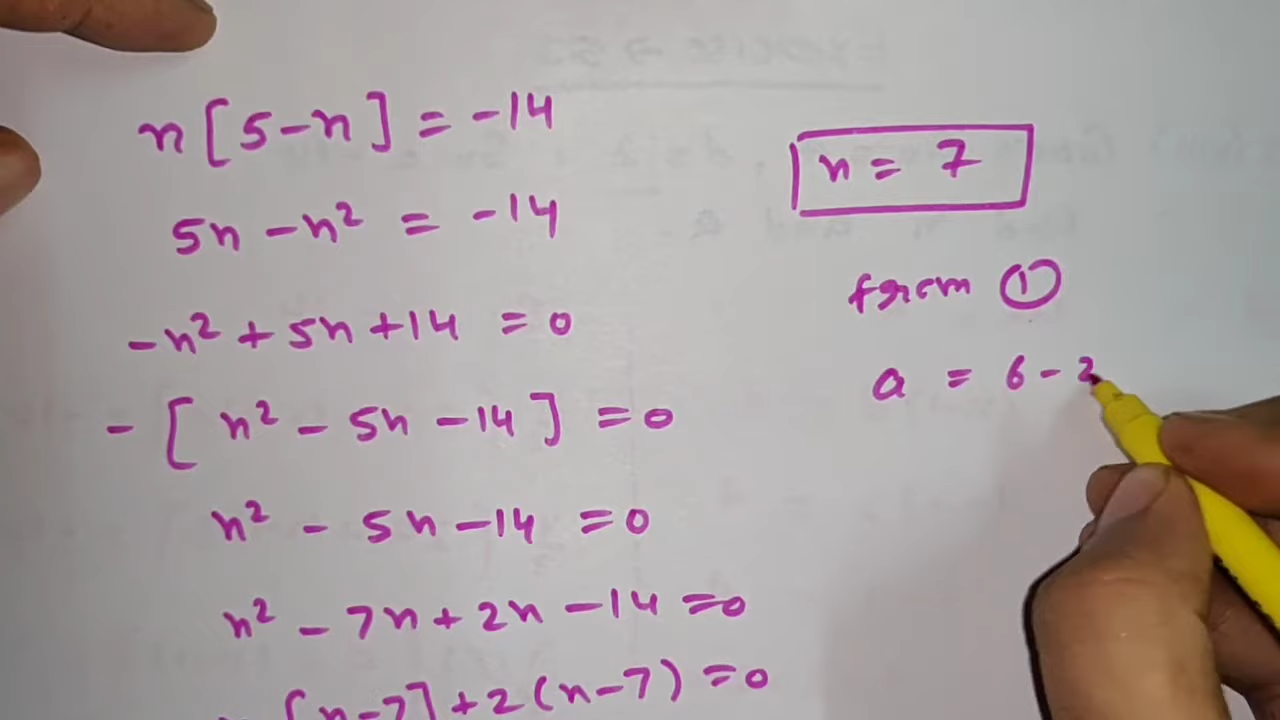 n[5-n] = -14
5n - n² = -14
-n² + 5n + 14 = 0
-[n² - 5n - 14] = 0
n² - 5n - 14 = 0
n² - 7n + 2n - 14 = 0
[n-7] + 2(n-7) = 0
n = 7
from ①
a = 6 - 2